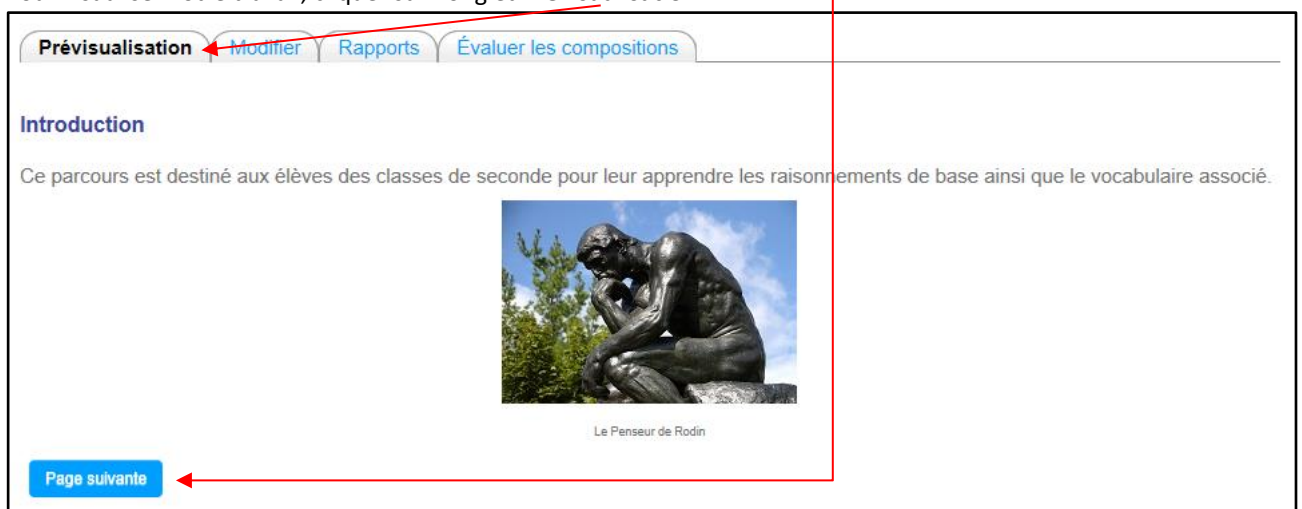 Prévisualisation Modifier Rapports Évaluer les compositions
Introduction
Ce parcours est destiné aux élèves des classes de seconde pour leur apprendre les raisonnements de base ainsi que le vocabulaire associé.
Le Penseur de Rodin
Page suivante